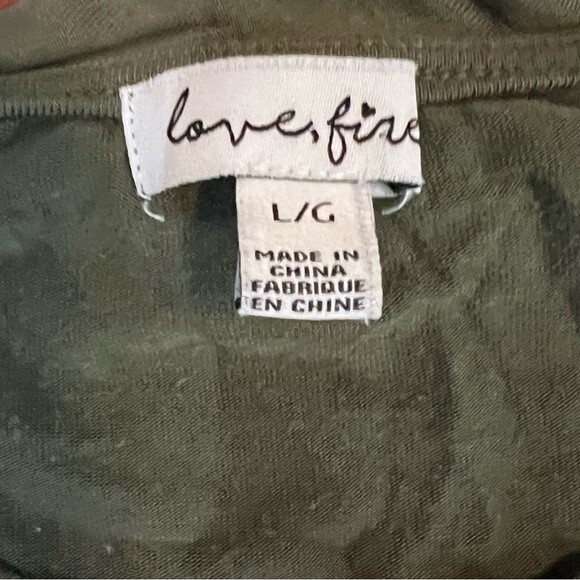 love, fire
L/G
MADE IN
CHINA
FABRIQUE
EN CHINE